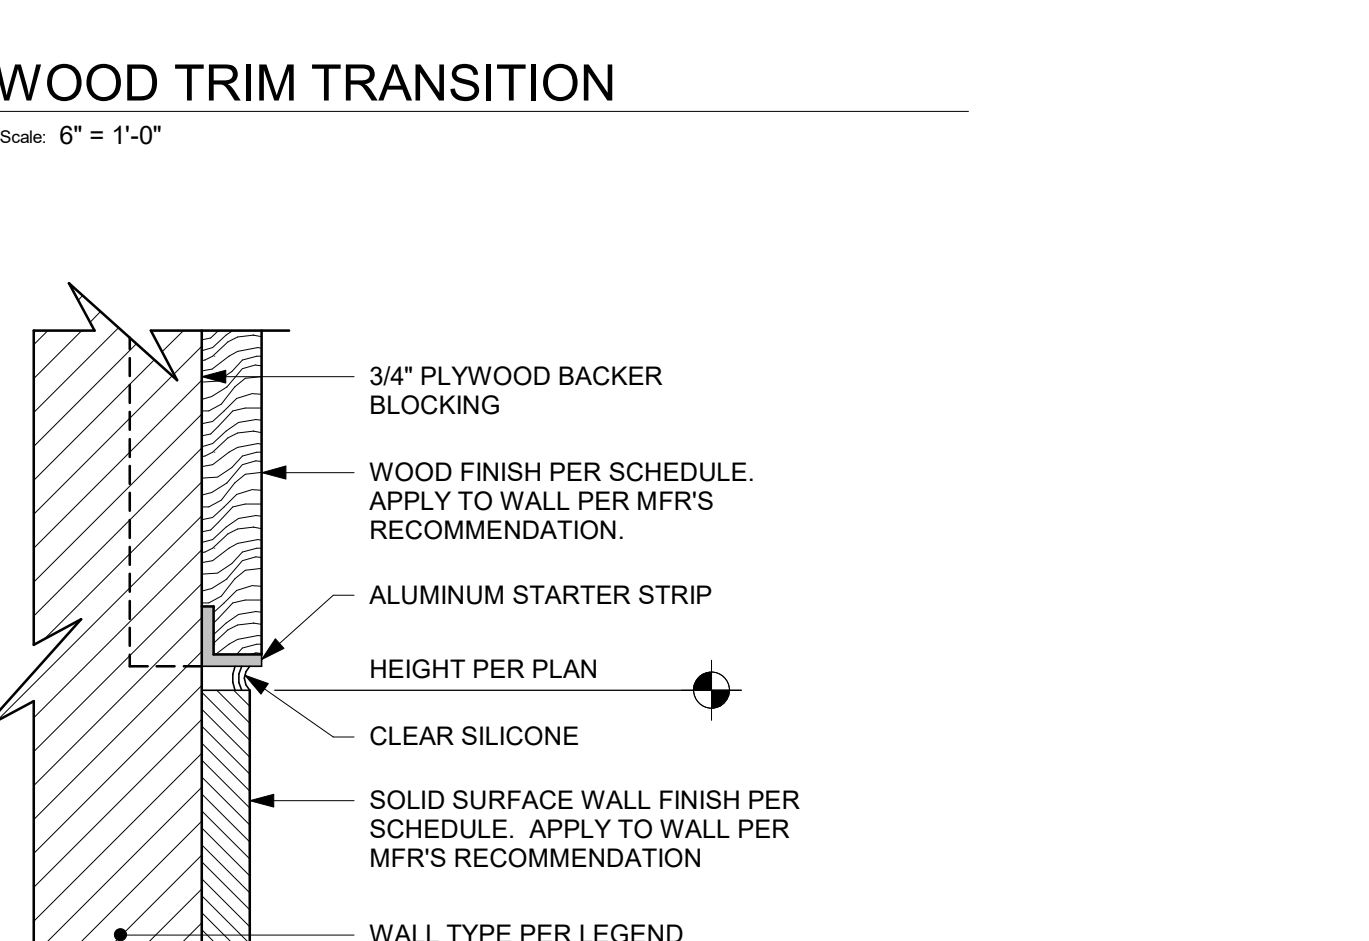 WOOD TRIM TRANSITION
Scale: 6" = 1'-0"
3/4" PLYWOOD BACKER
BLOCKING
WOOD FINISH PER SCHEDULE.
APPLY TO WALL PER MFR'S
RECOMMENDATION.
ALUMINUM STARTER STRIP
HEIGHT PER PLAN
CLEAR SILICONE
SOLID SURFACE WALL FINISH PER
SCHEDULE. APPLY TO WALL PER
MFR'S RECOMMENDATION
WALL TYPE PER LEGEND